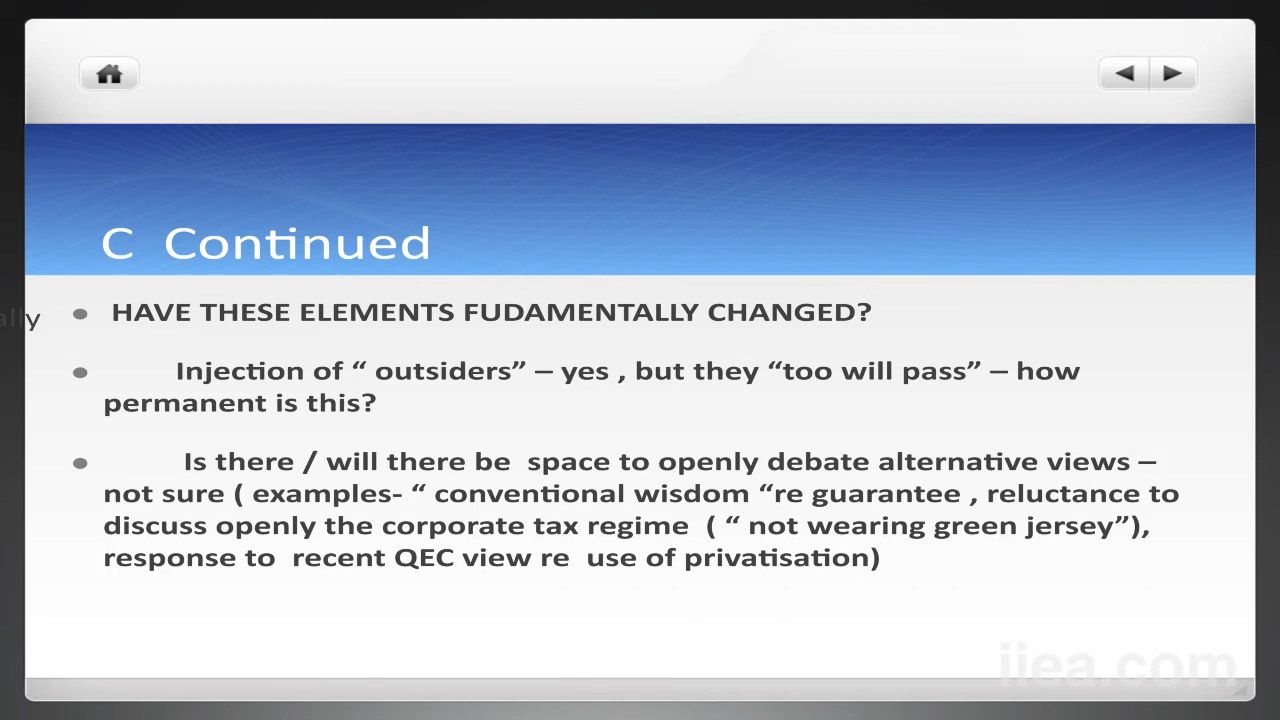 C  Continued
ally
HAVE THESE ELEMENTS FUDAMENTALLY CHANGED?
Injection of “ outsiders” – yes , but they “too will pass” – how
permanent is this?
Is there / will there be  space to openly debate alternative views –
not sure ( examples- “ conventional wisdom “re guarantee , reluctance to
discuss openly the corporate tax regime  ( “ not wearing green jersey”),
response to  recent QEC view re  use of privatisation)
iiea.com